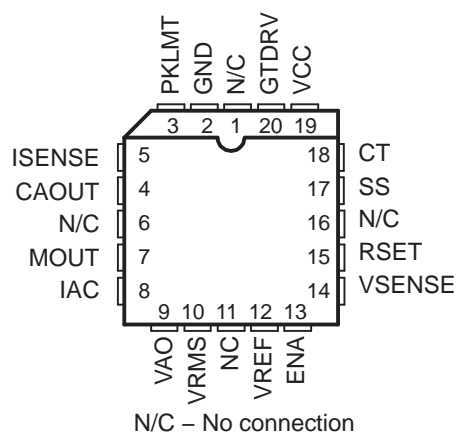 PKLMT GND N/C GTDRV VCC
3 2 1 20 19
ISENSE 5 18 CT
CAOUT 4 17 SS
N/C 6 16 N/C
MOUT 7 15 RSET
IAC 8 14 VSENSE
9 10 11 12 13
VAO VRMS NC VREF ENA
N/C – No connection